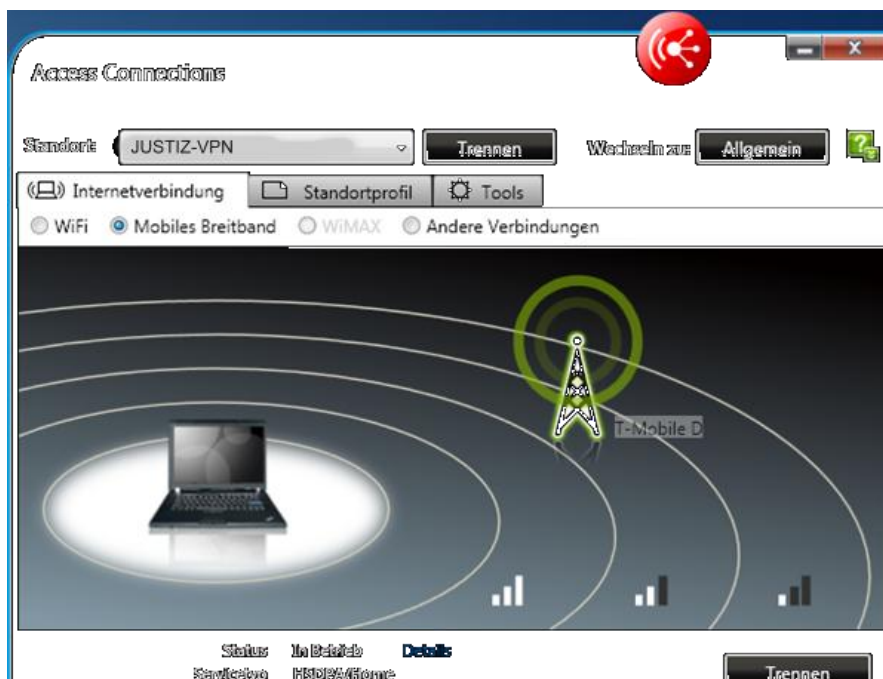 Access Connections
Standort: JUSTIZ-VPN Trennen Wechseln zu: Allgemein
Internetverbindung Standortprofil Tools
WiFi Mobiles Breitband WiMAX Andere Verbindungen
T-Mobile D
Status In Betrieb Details
Servicetyp HSDPA/Home Trennen